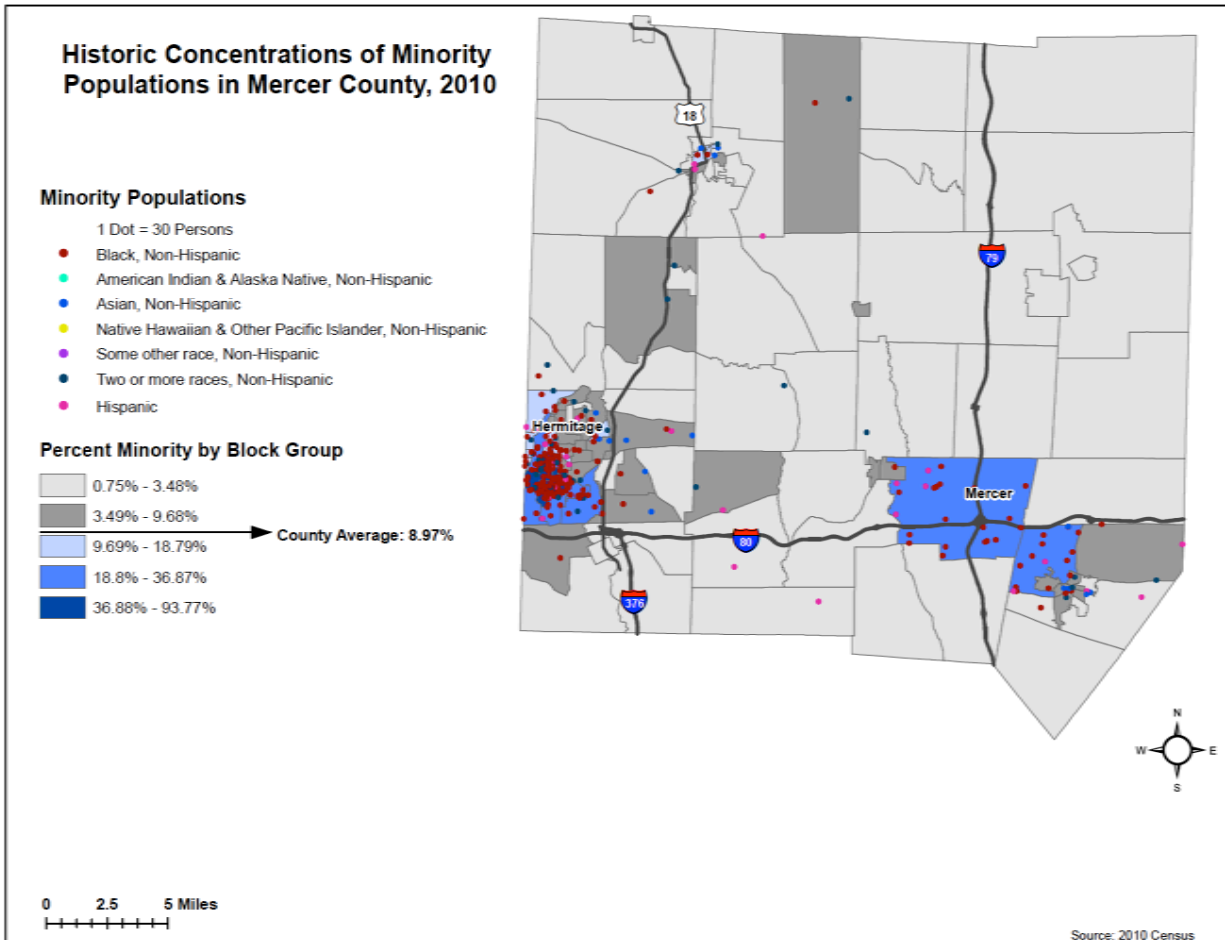 Historic Concentrations of Minority
Populations in Mercer County, 2010
Minority Populations
1 Dot = 30 Persons
Black, Non-Hispanic
American Indian & Alaska Native, Non-Hispanic
Asian, Non-Hispanic
Native Hawaiian & Other Pacific Islander, Non-Hispanic
Some other race, Non-Hispanic
Two or more races, Non-Hispanic
Hispanic
Percent Minority by Block Group
0.75% - 3.48%
3.49% - 9.68%
County Average: 8.97%
9.69% - 18.79%
18.8% - 36.87%
36.88% - 93.77%
18
79
Hermitage
Mercer
80
376
N
W E
S
0 2.5 5 Miles
Source: 2010 Census